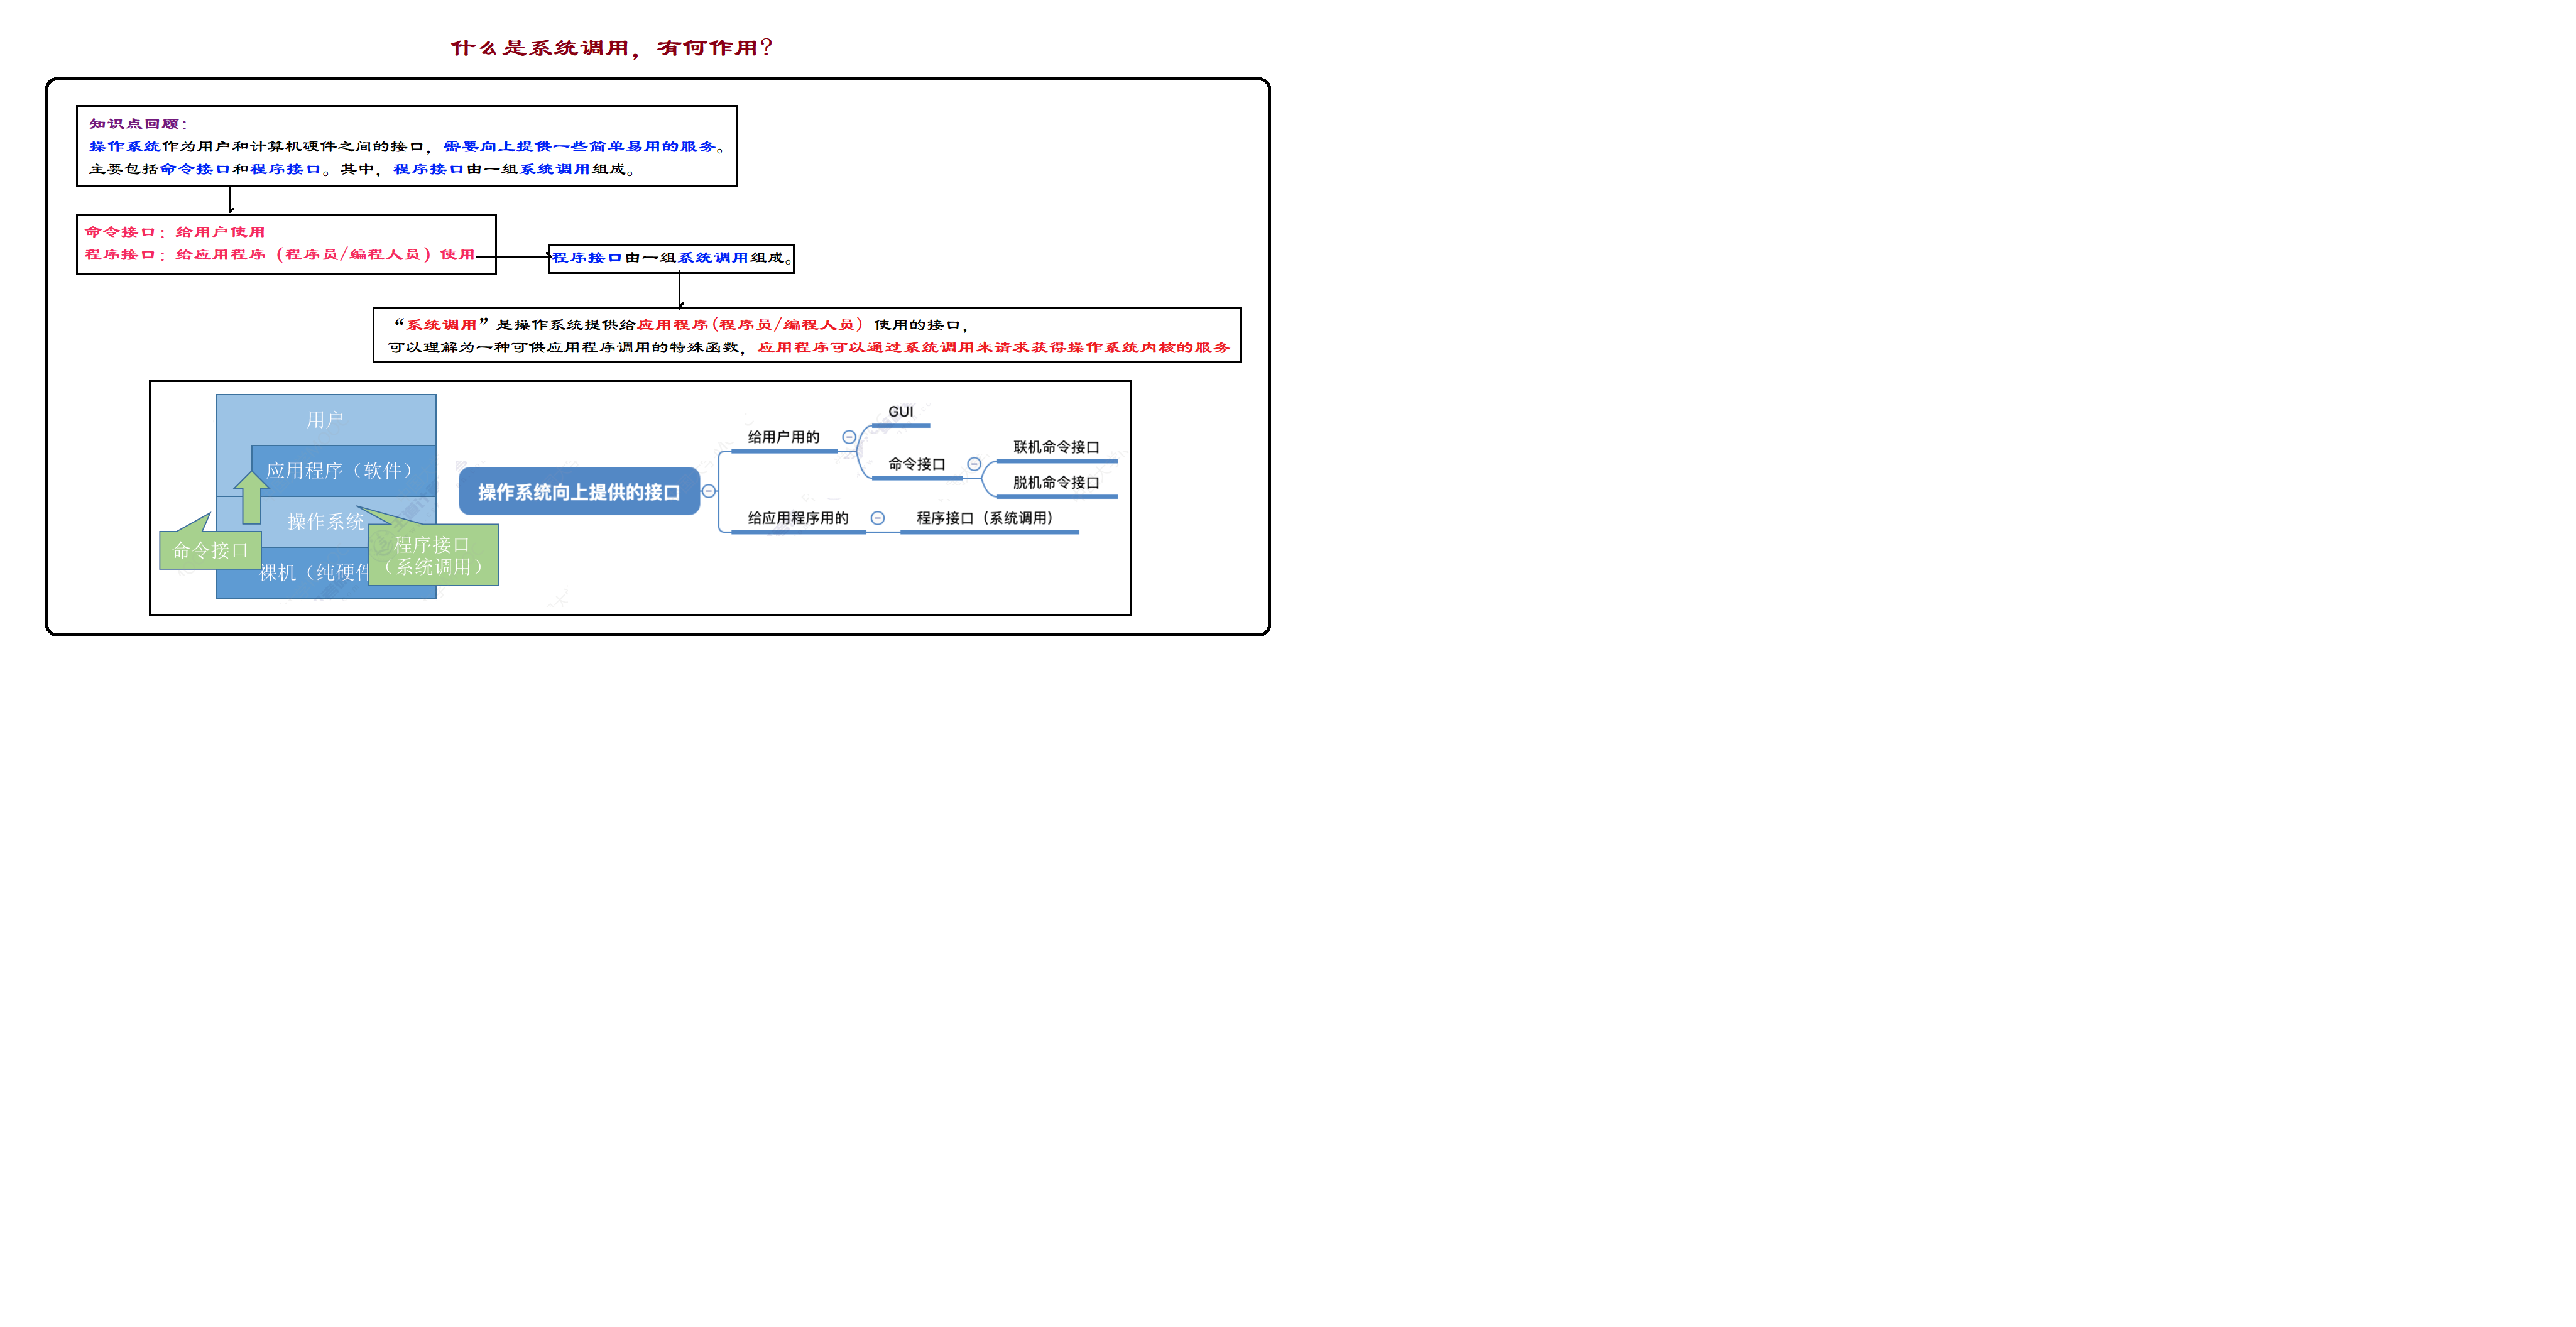 什么是系统调用，有何作用?
知识点回顾：
操作系统作为用户和计算机硬件之间的接口，需要向上提供一些简单易用的服务。
主要包括命令接口和程序接口。其中，程序接口由一组系统调用组成。
命令接口：给用户使用
程序接口：给应用程序（程序员/编程人员）使用
程序接口由一组系统调用组成。
“系统调用”是操作系统提供给应用程序(程序员/编程人员）使用的接口，
可以理解为一种可供应用程序调用的特殊函数，应用程序可以通过系统调用来请求获得操作系统内核的服务
用户
应用程序（软件）
操作系统
裸机（纯硬件
命令接口
程序接口
（系统调用）
操作系统向上提供的接口
给用户用的
GUI
命令接口
联机命令接口
脱机命令接口
给应用程序用的
程序接口（系统调用）